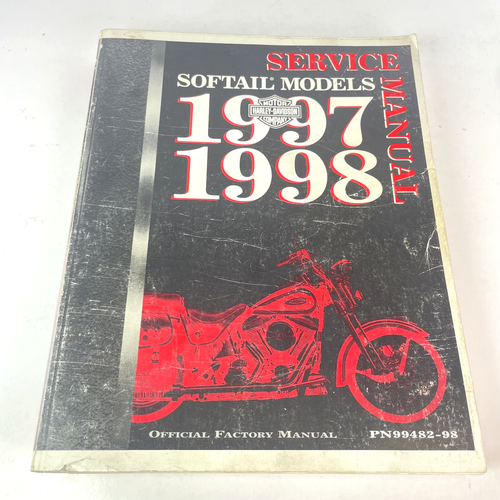 SERVICE
MANUAL
SOFTAIL® MODELS
1997
MOTOR
HARLEY-DAVIDSON
COMPANY
1998
OFFICIAL FACTORY MANUAL
PN99482-98